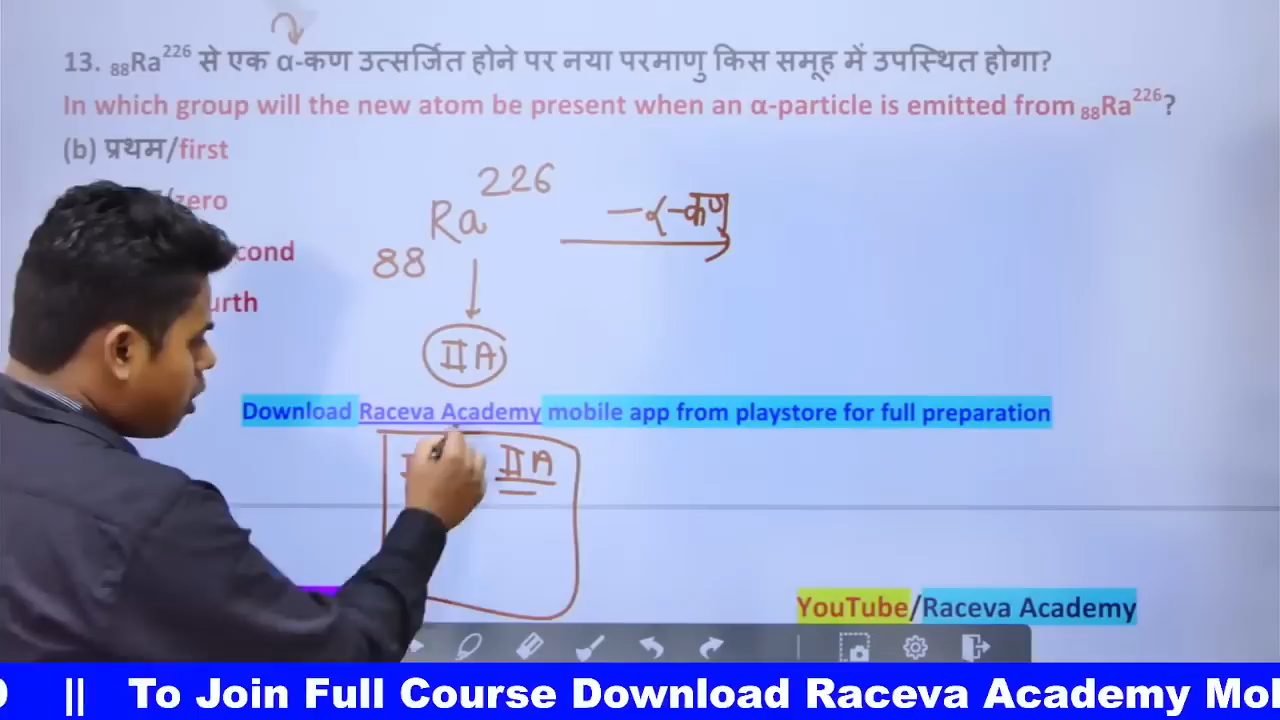 13. ₈₈Ra²²⁶ से एक α-कण उत्सर्जित होने पर नया परमाणु किस समूह में उपस्थित होगा?
In which group will the new atom be present when an α-particle is emitted from ₈₈Ra²²⁶?
(b) प्रथम/first
/zero
cond
urth
226
Ra
88
-α-कण
IIA
Download Raceva Academy mobile app from playstore for full preparation
IIA
YouTube/Raceva Academy
|| To Join Full Course Download Raceva Academy Mob